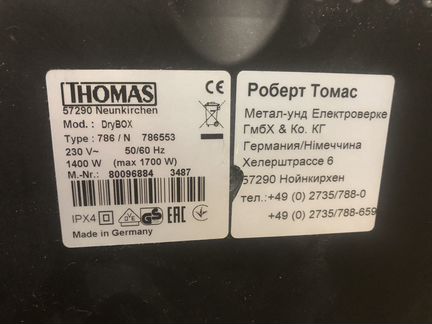 THOMAS
57290 Neunkirchen
Mod. : DryBOX
Type : 786 / N 786553
230 V~ 50/60 Hz
1400 W (max 1700 W)
M.-Nr.: 80096884 3487
IPX4
Made in Germany
Роберт Томас
Метал-унд Електроверке
ГмбХ & Ко. КГ
Германия/Німеччина
Хелерштрассе 6
57290 Нойнкирхен
тел.:+49 (0) 2735/788-0
+49 (0) 2735/788-659